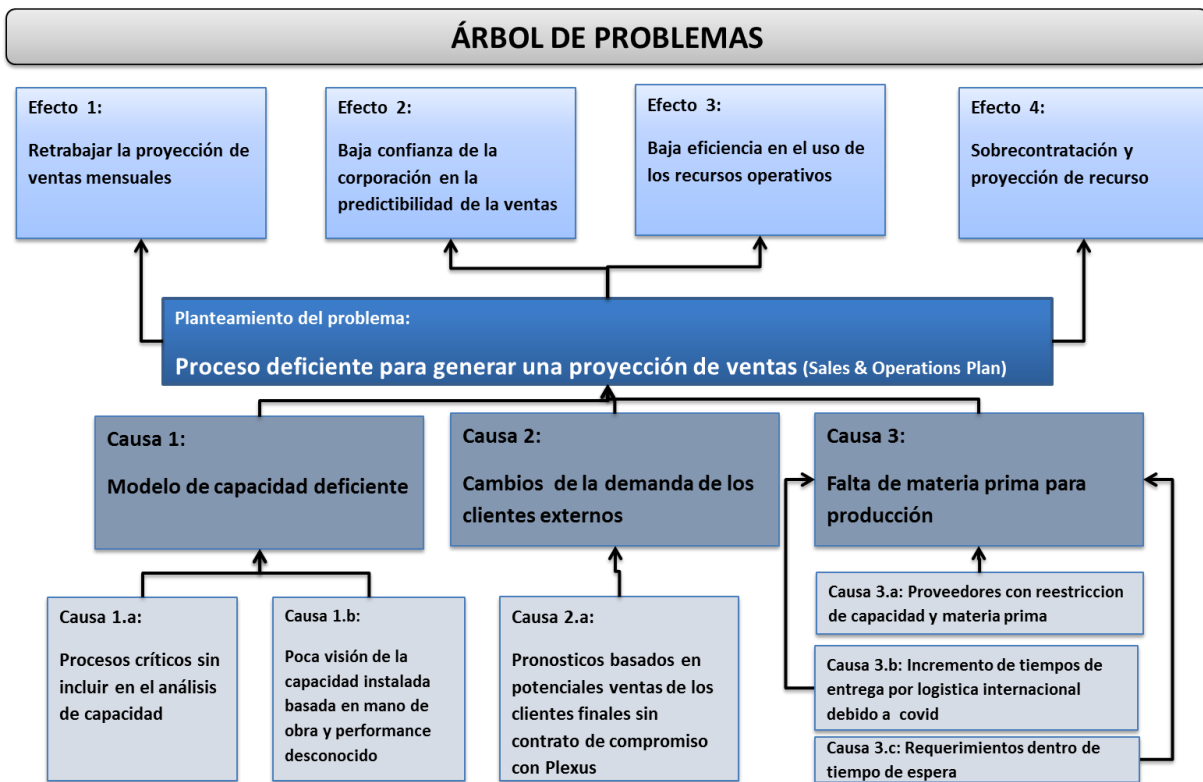 ÁRBOL DE PROBLEMAS
Efecto 1:
Retrabajar la proyección de
ventas mensuales
Efecto 2:
Baja confianza de la
corporación en la
predictibilidad de la ventas
Efecto 3:
Baja eficiencia en el uso de
los recursos operativos
Efecto 4:
Sobrecontratación y
proyección de recurso
Planteamiento del problema:
Proceso deficiente para generar una proyección de ventas (Sales & Operations Plan)
Causa 1:
Modelo de capacidad deficiente
Causa 2:
Cambios de la demanda de los
clientes externos
Causa 3:
Falta de materia prima para
producción
Causa 1.a:
Procesos críticos sin
incluir en el análisis
de capacidad
Causa 1.b:
Poca visión de la
capacidad instalada
basada en mano de
obra y performance
desconocido
Causa 2.a:
Pronosticos basados en
potenciales ventas de los
clientes finales sin
contrato de compromiso
con Plexus
Causa 3.a: Proveedores con reestriccion
de capacidad y materia prima
Causa 3.b: Incremento de tiempos de
entrega por logistica internacional
debido a covid
Causa 3.c: Requerimientos dentro de
tiempo de espera